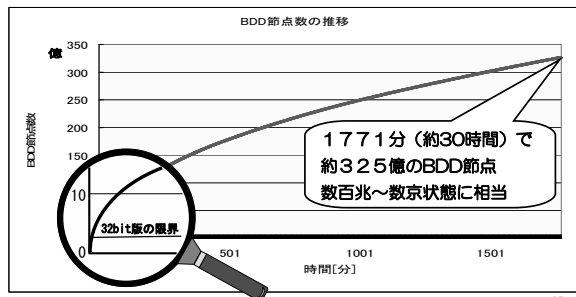 BDD節点数の推移
億
350
300
250
200
150
10
0
BDD節点数
32bit版の限界
1771分（約30時間）で
約325億のBDD節点
数百兆～数京状態に相当
501
1001
1501
時間[分]